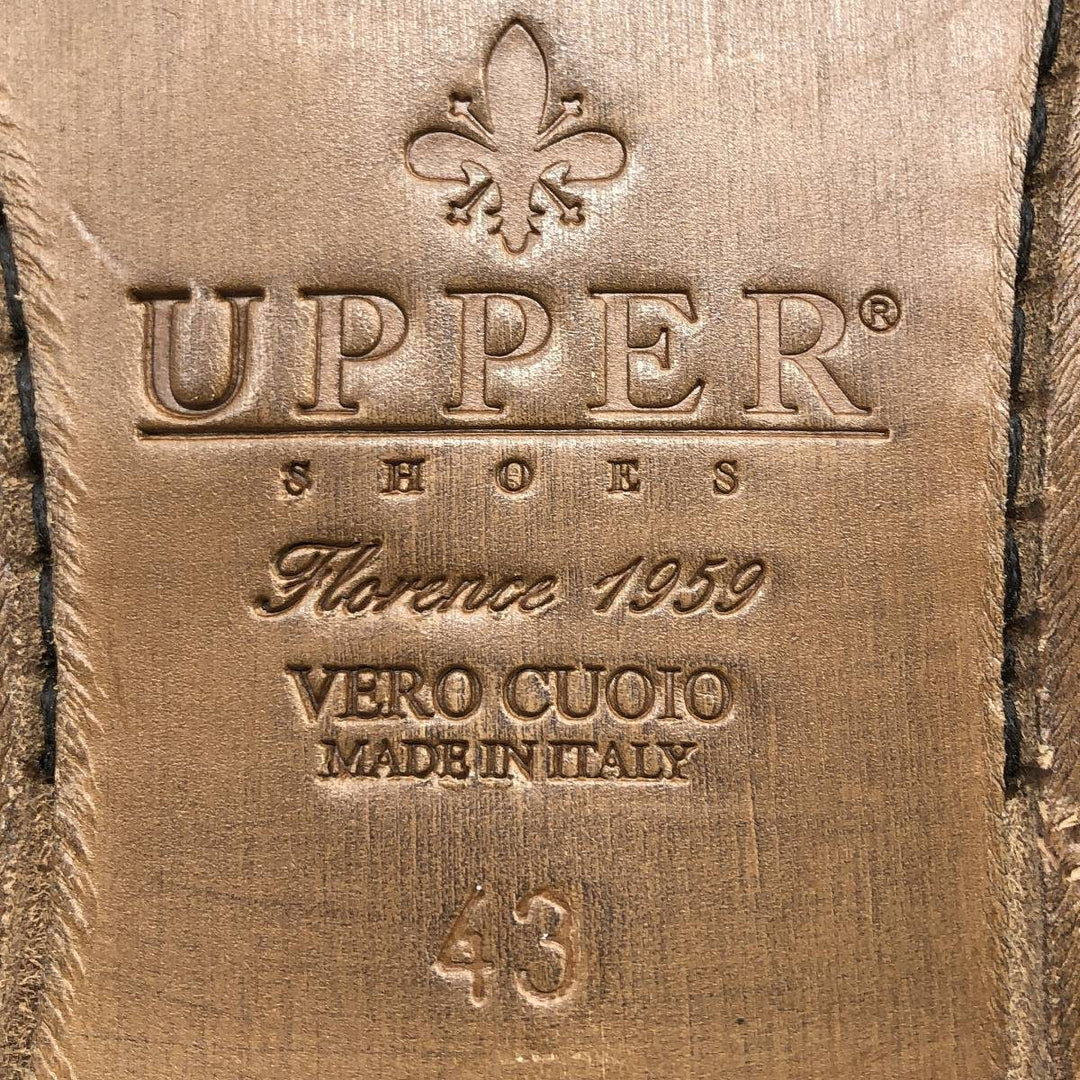 UPPER®
SHOES
Florence 1959
VERO CUOIO
MADE IN ITALY
43